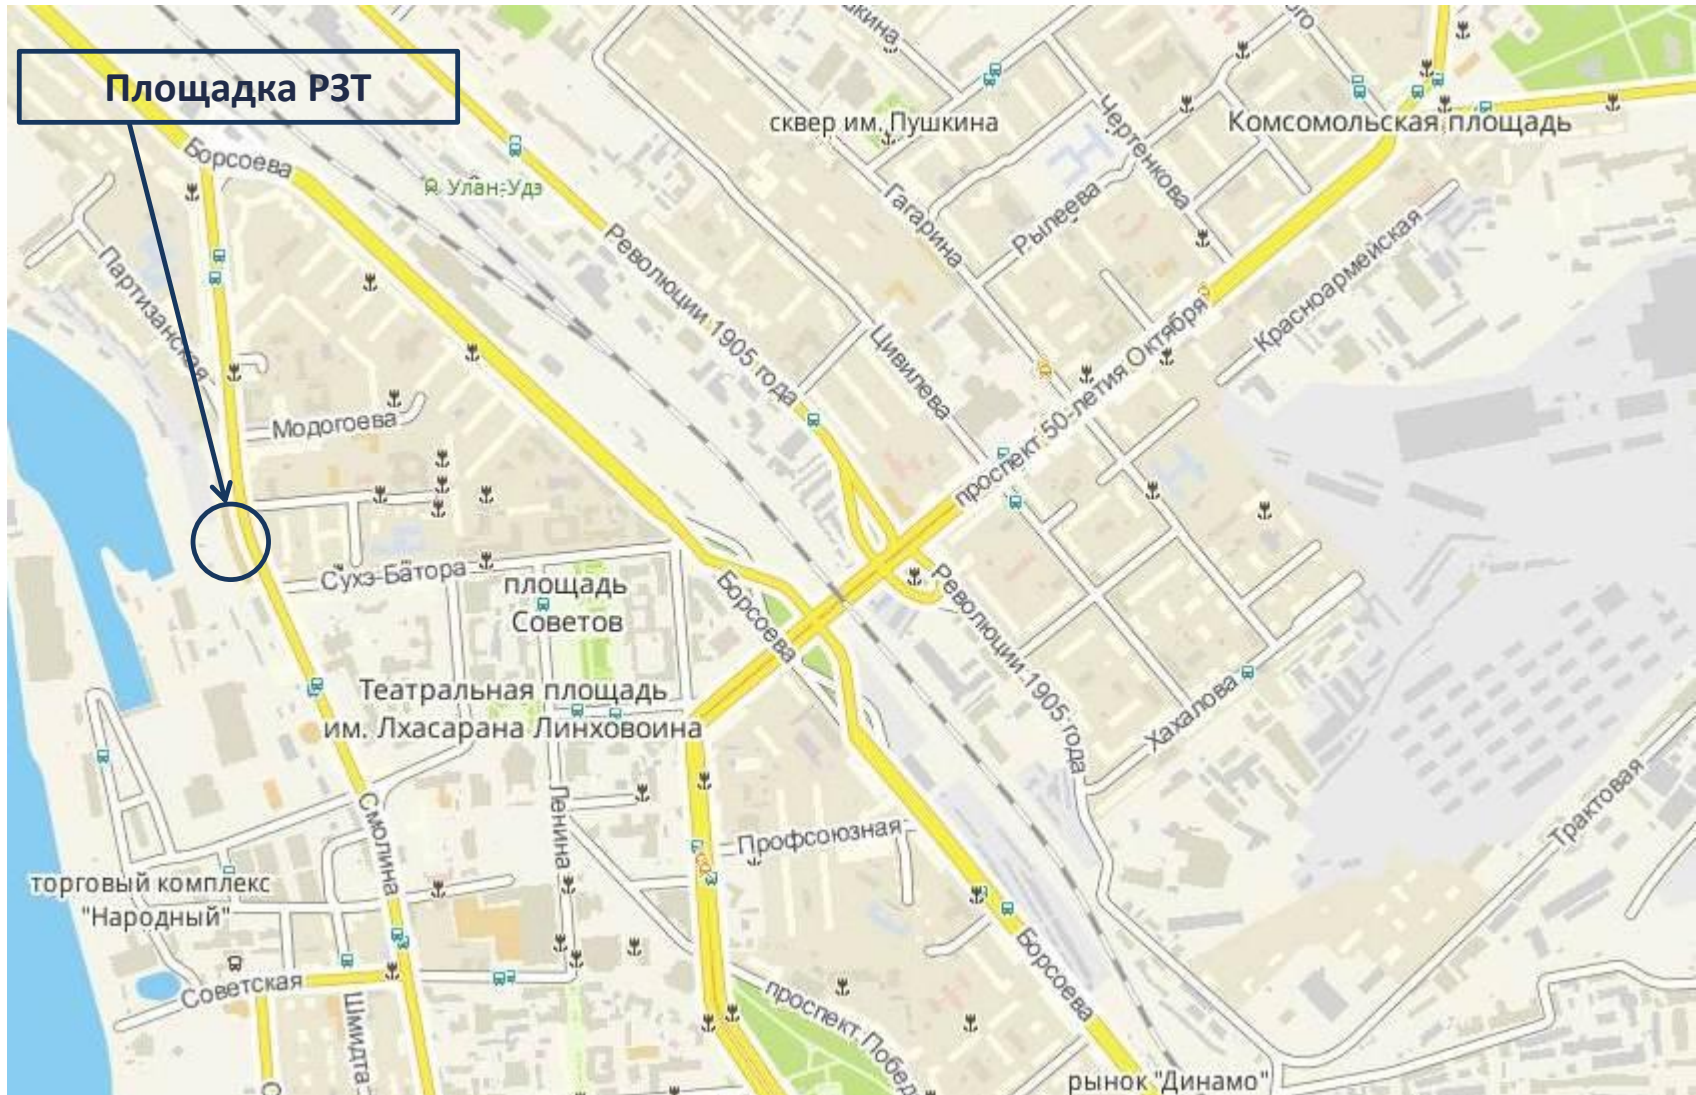 Площадка РЗТ
сквер им. Пушкина
Комсомольская площадь
Борсоева
Улан-Удэ
Чертенкова
Гагарина
Рылеева
Партизанская
Революции 1905 года
Красноармейская
Цивилева
проспект 50-летия Октября
Модогоева
Сухэ-Батора
площадь
Советов
Борсоева
Революции 1905 года
Театральная площадь
им. Лхасарана Линховоина
Хахалова
Смолина
Ленина
Профсоюзная
Трактовая
торговый комплекс
"Народный"
Советская
Шмидта
проспект Побед
Борсоева
рынок "Динамо"